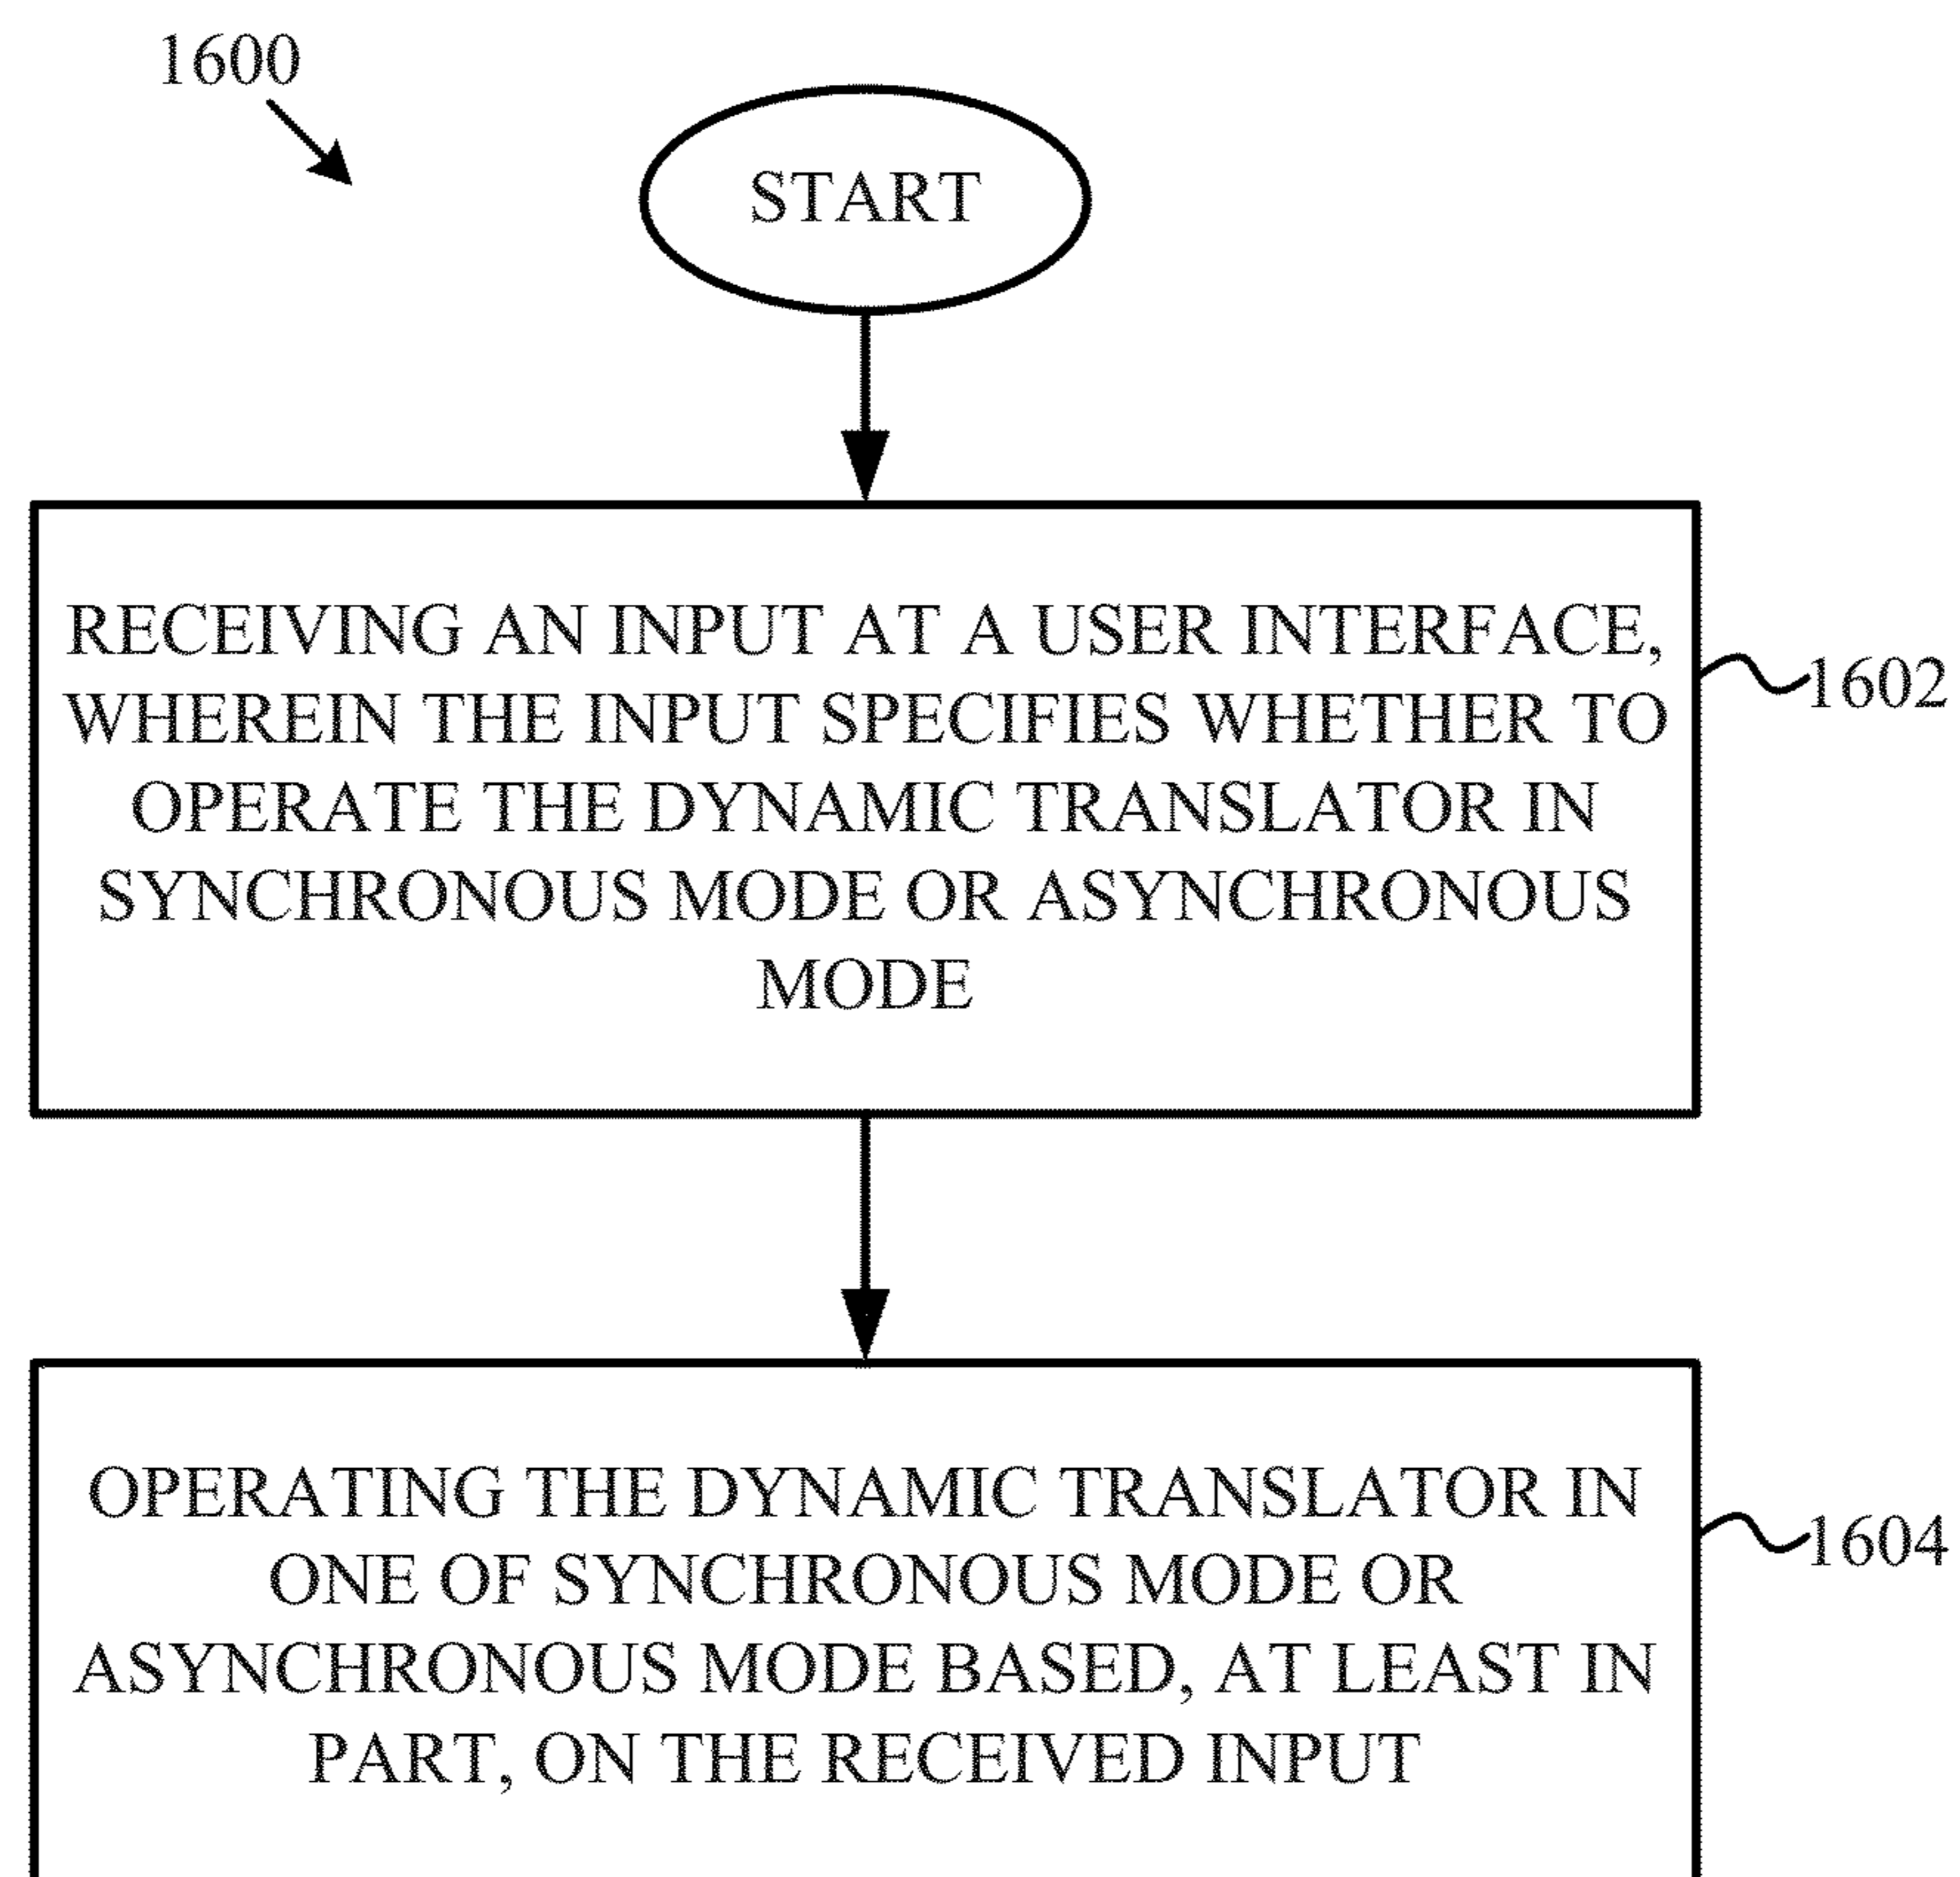 1600
START
RECEIVING AN INPUT AT A USER INTERFACE,
WHEREIN THE INPUT SPECIFIES WHETHER TO
OPERATE THE DYNAMIC TRANSLATOR IN
SYNCHRONOUS MODE OR ASYNCHRONOUS
MODE
1602
OPERATING THE DYNAMIC TRANSLATOR IN
ONE OF SYNCHRONOUS MODE OR
ASYNCHRONOUS MODE BASED, AT LEAST IN
PART, ON THE RECEIVED INPUT
1604